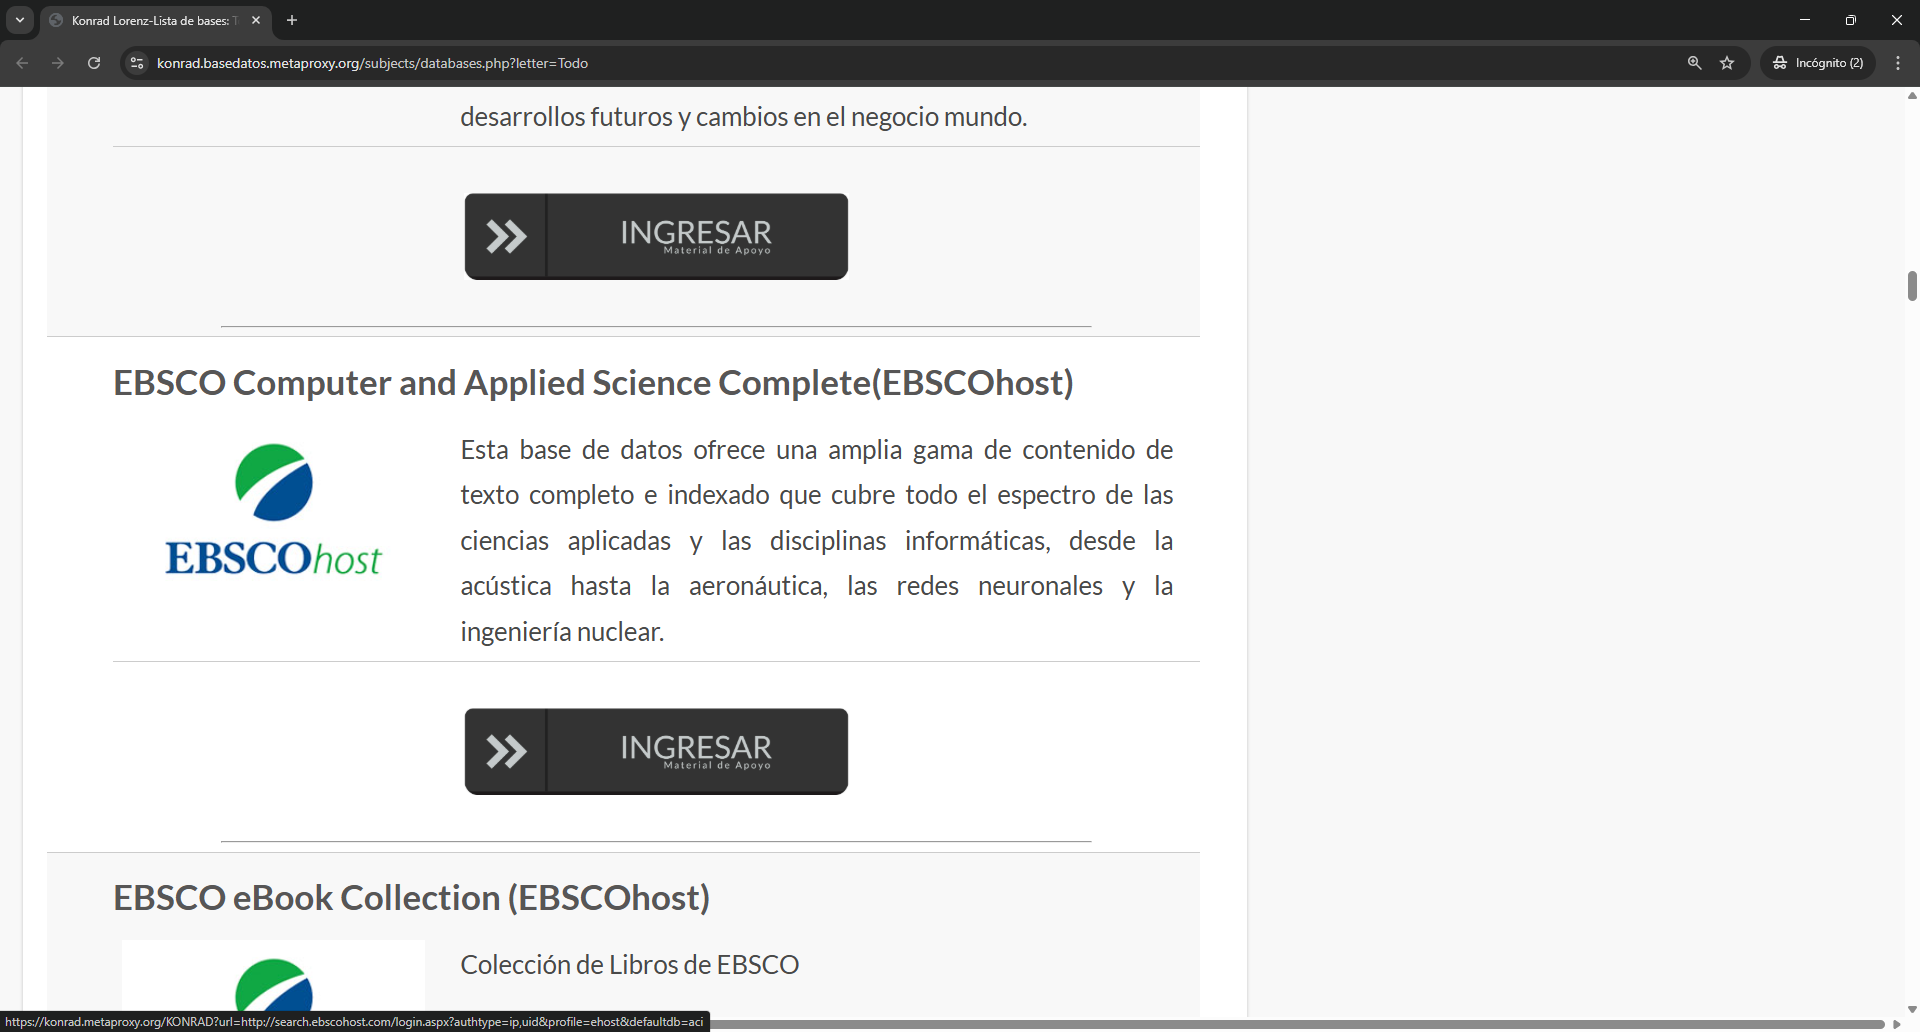 Konrad Lorenz-Lista de bases: T
konrad.basedatos.metaproxy.org/subjects/databases.php?letter=Todo
Incógnito (2)
desarrollos futuros y cambios en el negocio mundo.
INGRESAR
Material de Apoyo
EBSCO Computer and Applied Science Complete(EBSCOhost)
EBSCOhost
Esta base de datos ofrece una amplia gama de contenido de
texto completo e indexado que cubre todo el espectro de las
ciencias aplicadas y las disciplinas informáticas, desde la
acústica hasta la aeronáutica, las redes neuronales y la
ingeniería nuclear.
INGRESAR
Material de Apoyo
EBSCO eBook Collection (EBSCOhost)
Colección de Libros de EBSCO
https://konrad.metaproxy.org/KONRAD?url=http://search.ebscohost.com/login.aspx?authtype=ip,uid&profile=ehost&defaultdb=aci